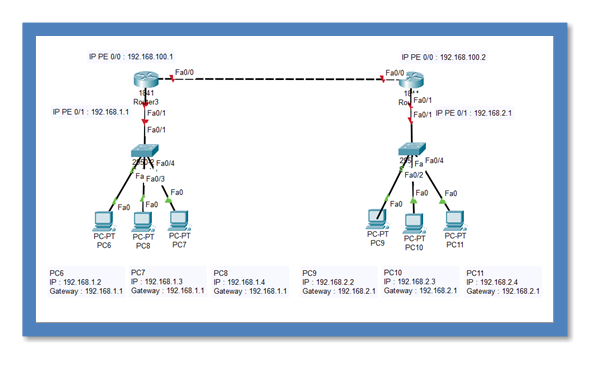 IP PE 0/0 : 192.168.100.1
IP PE 0/0 : 192.168.100.2
Fa0/0
Fa0/0
1841
Router3
Fa0/1
Fa0/1
IP PE 0/1 : 192.168.1.1
IP PE 0/1 : 192.168.2.1
Fa0/1
Fa0/1
Fa0/4
Fa0/3
Fa0/4
Fa0/2
Fa0
Fa0
Fa0
Fa0
Fa0
Fa0
PC-PT
PC6
PC-PT
PC8
PC-PT
PC7
PC-PT
PC9
PC-PT
PC10
PC-PT
PC11
PC6
IP : 192.168.1.2
Gateway : 192.168.1.1
PC7
IP : 192.168.1.3
Gateway : 192.168.1.1
PC8
IP : 192.168.1.4
Gateway : 192.168.1.1
PC9
IP : 192.168.2.2
Gateway : 192.168.2.1
PC10
IP : 192.168.2.3
Gateway : 192.168.2.1
PC11
IP : 192.168.2.4
Gateway : 192.168.2.1